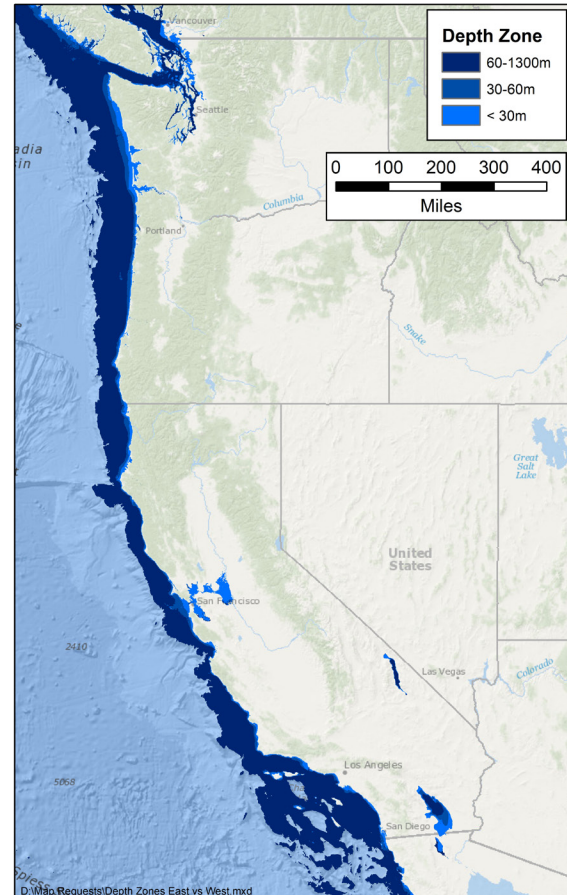 Vancouver
Depth Zone
60-1300m
30-60m
< 30m
Seattle
adia
sin
0 100 200 300 400
Miles
Columbia
Portland
Snake
Great
Salt
Lake
United
States
San Francisco
2410
Las Vegas
Colorado
Los Angeles
5068
San Diego
D:\Map Requests\Depth Zones East vs West.mxd